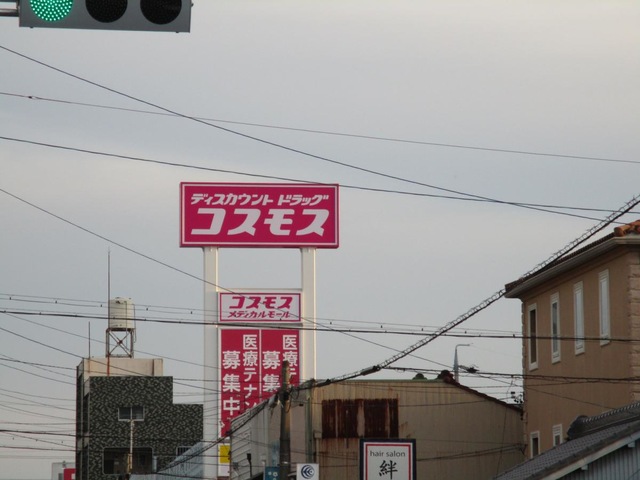 ディスカウント ドラッグ
コスモス
コスモス
メディカルモール
医療テナ
募集中
医療テ
募集
hair salon
絆